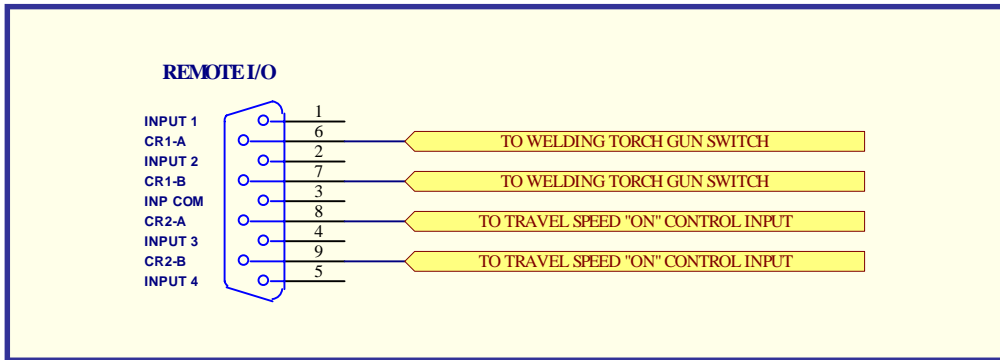 REMOTE I/O
INPUT 1 1
CR1-A 6 TO WELDING TORCH GUN SWITCH
INPUT 2 2
CR1-B 7 TO WELDING TORCH GUN SWITCH
INP COM 3
CR2-A 8 TO TRAVEL SPEED "ON" CONTROL INPUT
INPUT 3 4
CR2-B 9 TO TRAVEL SPEED "ON" CONTROL INPUT
INPUT 4 5